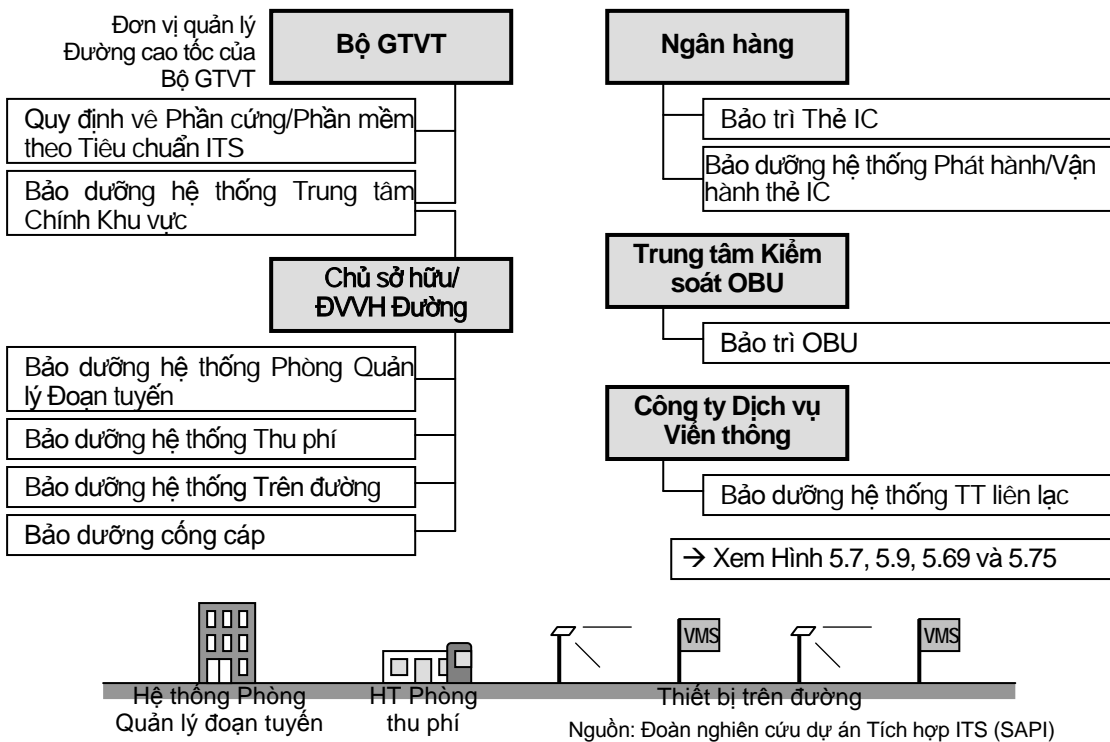 Đơn vị quản lý
Đường cao tốc của
Bộ GTVT
Bộ GTVT
Quy định vê Phần cứng/Phần mềm
theo Tiêu chuẩn ITS
Bảo dưỡng hệ thống Trung tâm
Chính Khu vực
Chủ sở hữu/
ĐVVH Đường
Bảo dưỡng hệ thống Phòng Quản
lý Đoạn tuyến
Bảo dưỡng hệ thống Thu phí
Bảo dưỡng hệ thống Trên đường
Bảo dưỡng cống cáp
Ngân hàng
Bảo trì Thẻ IC
Bảo dưỡng hệ thống Phát hành/Vận
hành thẻ IC
Trung tâm Kiểm
soát OBU
Bảo trì OBU
Công ty Dịch vụ
Viễn thông
Bảo dưỡng hệ thống TT liên lạc
→ Xem Hình 5.7, 5.9, 5.69 và 5.75
VMS
VMS
Hệ thống Phòng
Quản lý đoạn tuyến
HT Phòng
thu phí
Thiết bị trên đường
Nguồn: Đoàn nghiên cứu dự án Tích hợp ITS (SAPI)